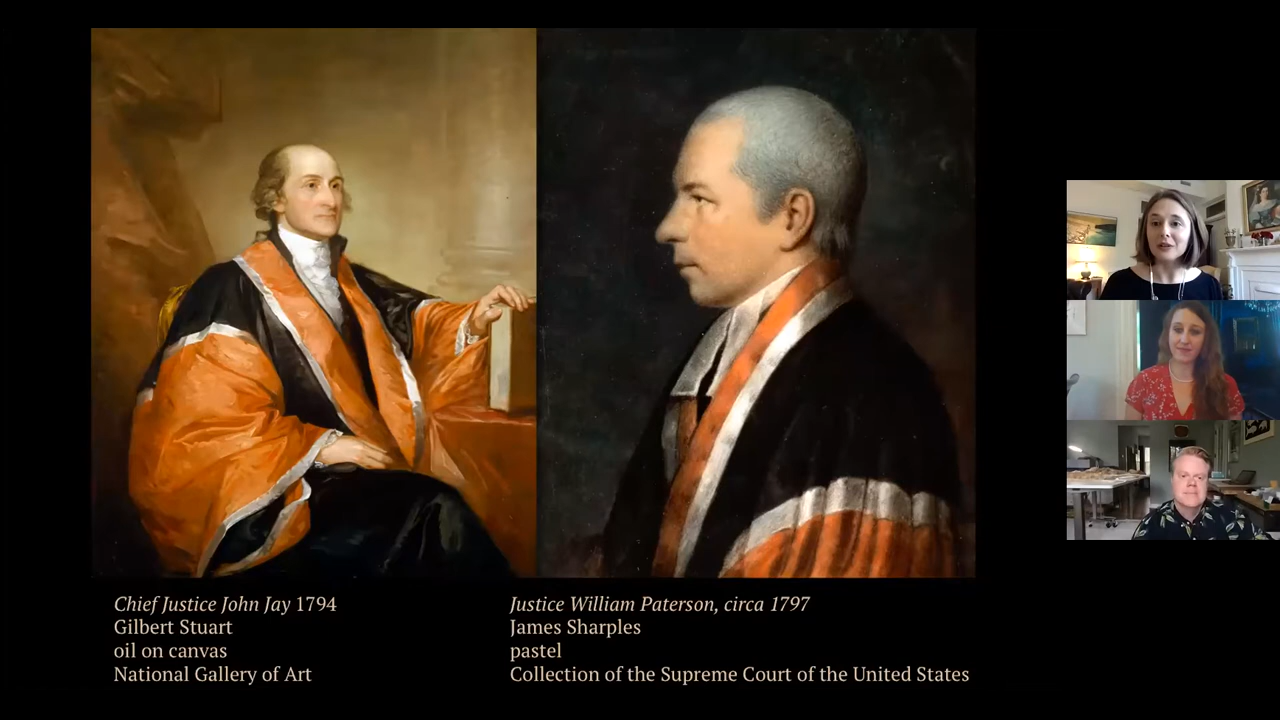 Chief Justice John Jay 1794
Gilbert Stuart
oil on canvas
National Gallery of Art
Justice William Paterson, circa 1797
James Sharples
pastel
Collection of the Supreme Court of the United States